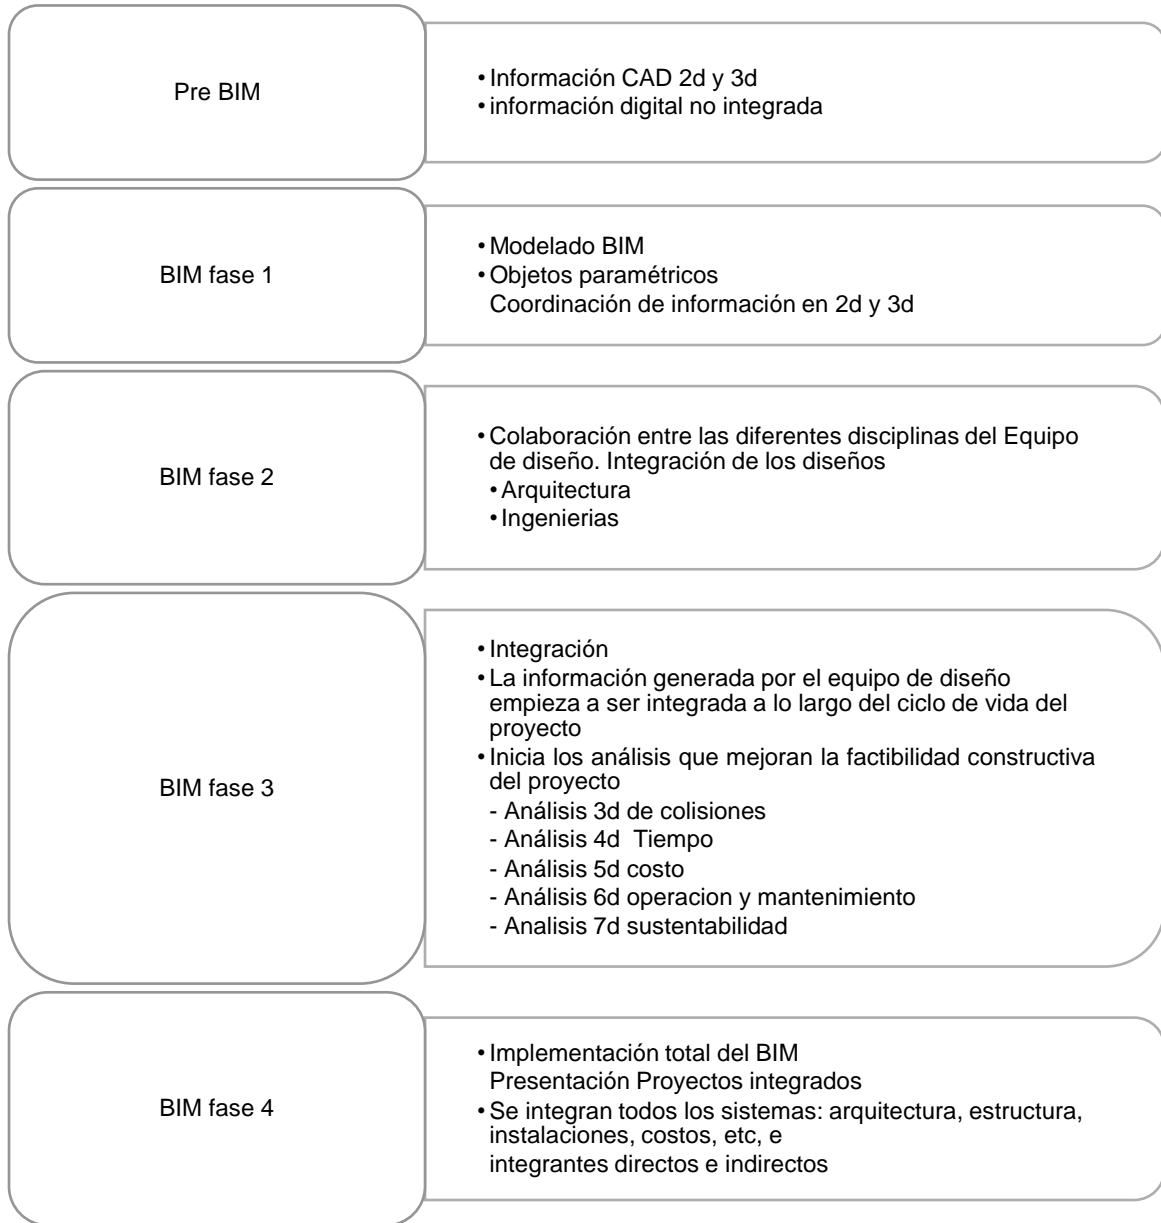 Pre BIM
• Información CAD 2d y 3d
• información digital no integrada
BIM fase 1
• Modelado BIM
• Objetos paramétricos
Coordinación de información en 2d y 3d
BIM fase 2
• Colaboración entre las diferentes disciplinas del Equipo
de diseño. Integración de los diseños
• Arquitectura
• Ingenierias
BIM fase 3
• Integración
• La información generada por el equipo de diseño
empieza a ser integrada a lo largo del ciclo de vida del
proyecto
• Inicia los análisis que mejoran la factibilidad constructiva
del proyecto
- Análisis 3d de colisiones
- Análisis 4d  Tiempo
- Análisis 5d costo
- Análisis 6d operacion y mantenimiento
- Analisis 7d sustentabilidad
BIM fase 4
• Implementación total del BIM
Presentación Proyectos integrados
• Se integran todos los sistemas: arquitectura, estructura,
instalaciones, costos, etc, e
integrantes directos e indirectos